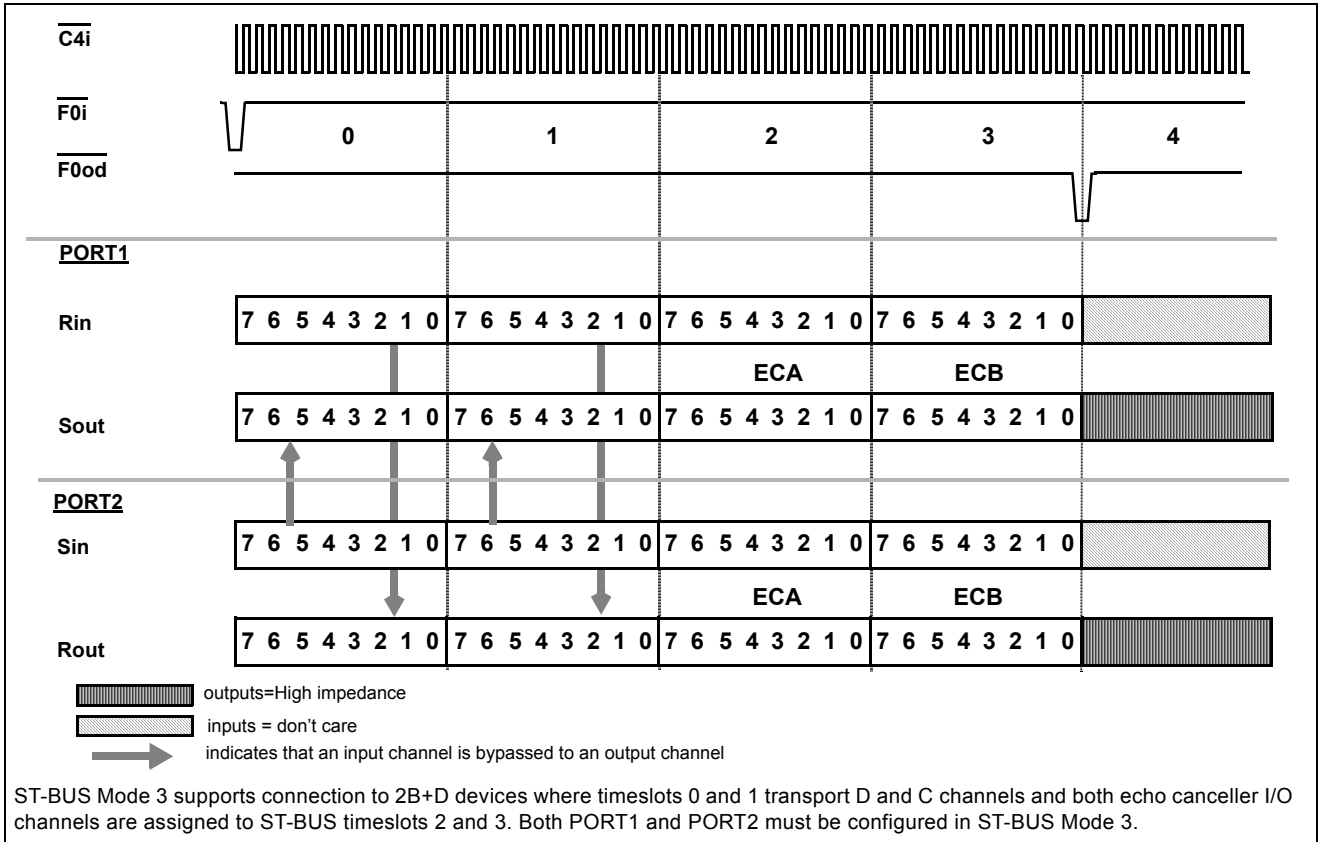 C4i
F0i
0 1 2 3 4
F0od
PORT1
Rin 7 6 5 4 3 2 1 0 7 6 5 4 3 2 1 0 7 6 5 4 3 2 1 0 7 6 5 4 3 2 1 0
ECA ECB
Sout 7 6 5 4 3 2 1 0 7 6 5 4 3 2 1 0 7 6 5 4 3 2 1 0 7 6 5 4 3 2 1 0
PORT2
Sin 7 6 5 4 3 2 1 0 7 6 5 4 3 2 1 0 7 6 5 4 3 2 1 0 7 6 5 4 3 2 1 0
ECA ECB
Rout 7 6 5 4 3 2 1 0 7 6 5 4 3 2 1 0 7 6 5 4 3 2 1 0 7 6 5 4 3 2 1 0
outputs=High impedance
inputs = don't care
indicates that an input channel is bypassed to an output channel
ST-BUS Mode 3 supports connection to 2B+D devices where timeslots 0 and 1 transport D and C channels and both echo canceller I/O
channels are assigned to ST-BUS timeslots 2 and 3. Both PORT1 and PORT2 must be configured in ST-BUS Mode 3.